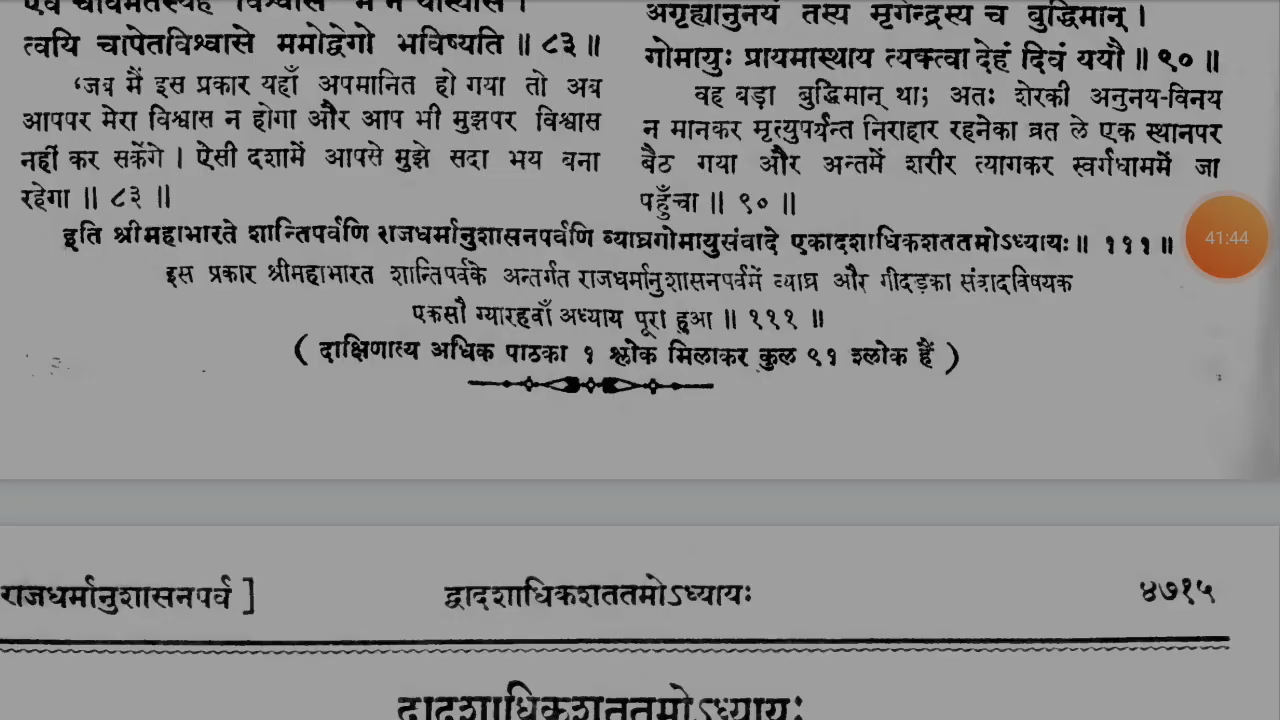 त्वयि चापेतविश्वासे ममोद्वेगो भविष्यति ॥ ८३ ॥
‘जब मैं इस प्रकार यहाँ अपमानित हो गया तो अब
आपपर मेरा विश्वास न होगा और आप भी मुझपर विश्वास
नहीं कर सकेंगे । ऐसी दशामें आपसे मुझे सदा भय बना
रहेगा ॥ ८३ ॥
अगृह्यानुनयं तस्य मृगेन्द्रस्य च बुद्धिमान् ।
गोमायुः प्रायमास्थाय त्यक्त्वा देहं दिवं ययौ ॥ ९० ॥
वह बड़ा बुद्धिमान् था; अतः शेरकी अनुनय-विनय
न मानकर मृत्युपर्यन्त निराहार रहनेका व्रत ले एक स्थानपर
बैठ गया और अन्तमें शरीर त्यागकर स्वर्गधाममें जा
पहुँचा ॥ ९० ॥
इति श्रीमहाभारते शान्तिपर्वणि राजधर्मानुशासनपर्वणि व्याघ्रगोमायुसंवादे एकादशाधिकशततमोऽध्यायः ॥ १११ ॥
इस प्रकार श्रीमहाभारत शान्तिपर्वके अन्तर्गत राजधर्मानुशासनपर्वमें व्याघ्र और गीदड़का संवादविषयक
एकसौ ग्यारहवाँ अध्याय पूरा हुआ ॥ १११ ॥
( दाक्षिणात्य अधिक पाठका १ श्लोक मिलाकर कुल ९१ श्लोक हैं )
41:44
राजधर्मानुशासनपर्व ] द्वादशाधिकशततमोऽध्यायः ४७१५
द्वादशाधिकशततमोऽध्यायः